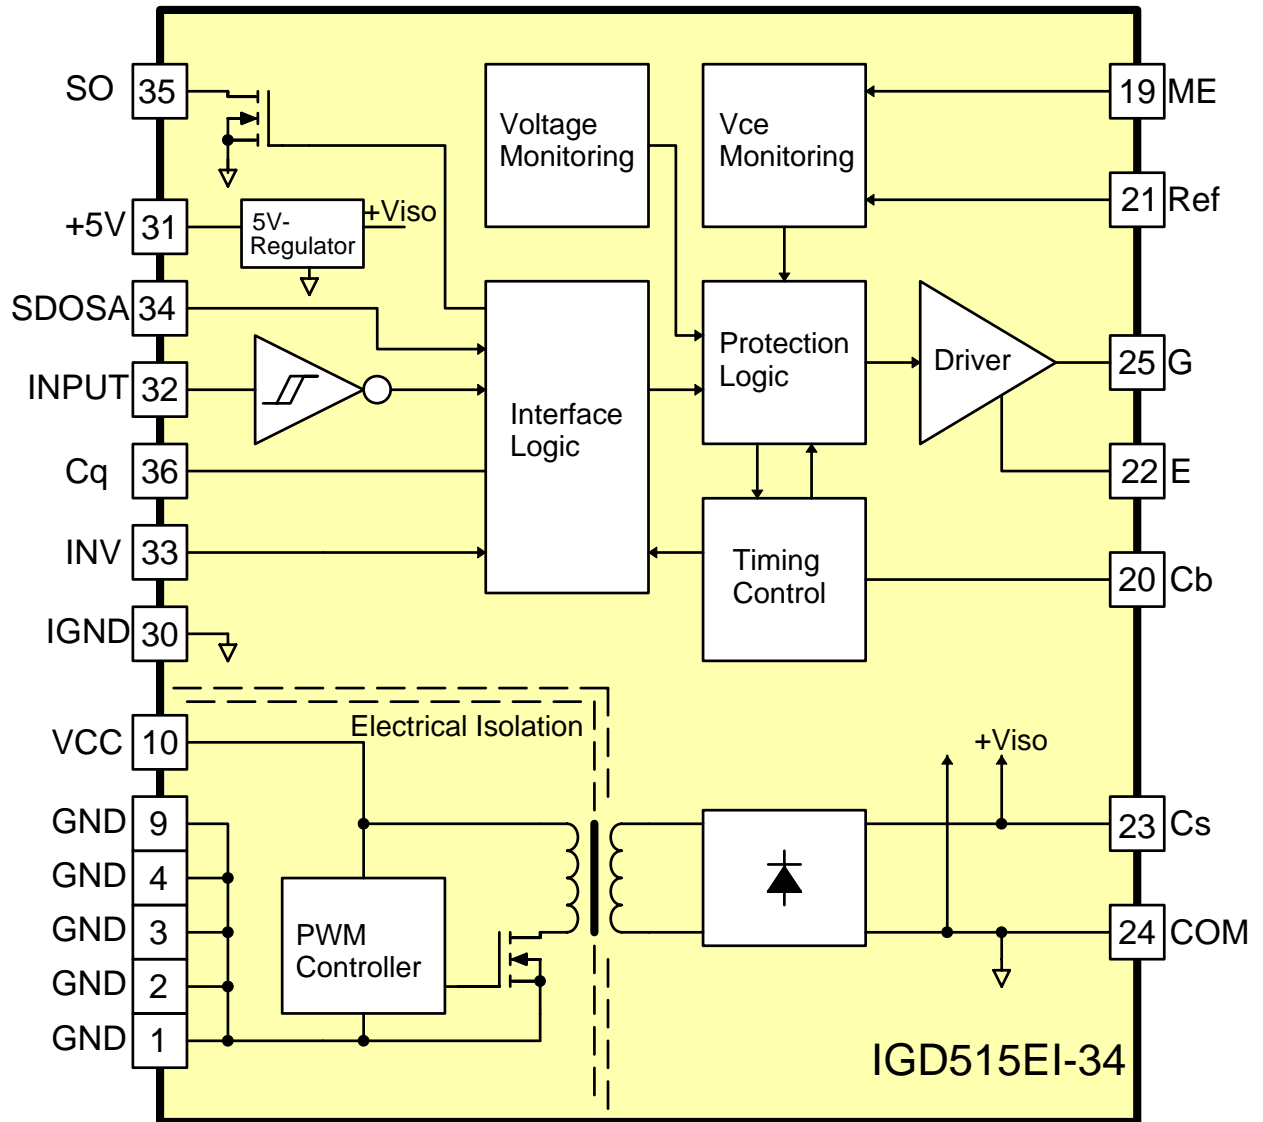 SO 35
Voltage
Monitoring
Vce
Monitoring
19 ME
+5V 31
5V-
Regulator
+Viso
21 Ref
SDOSA 34
INPUT 32
Interface
Logic
Protection
Logic
Driver
25 G
Cq 36
22 E
INV 33
Timing
Control
20 Cb
IGND 30
Electrical Isolation
VCC 10
+Viso
GND 9
23 Cs
GND 4
GND 3
PWM
Controller
24 COM
GND 2
GND 1
IGD515EI-34